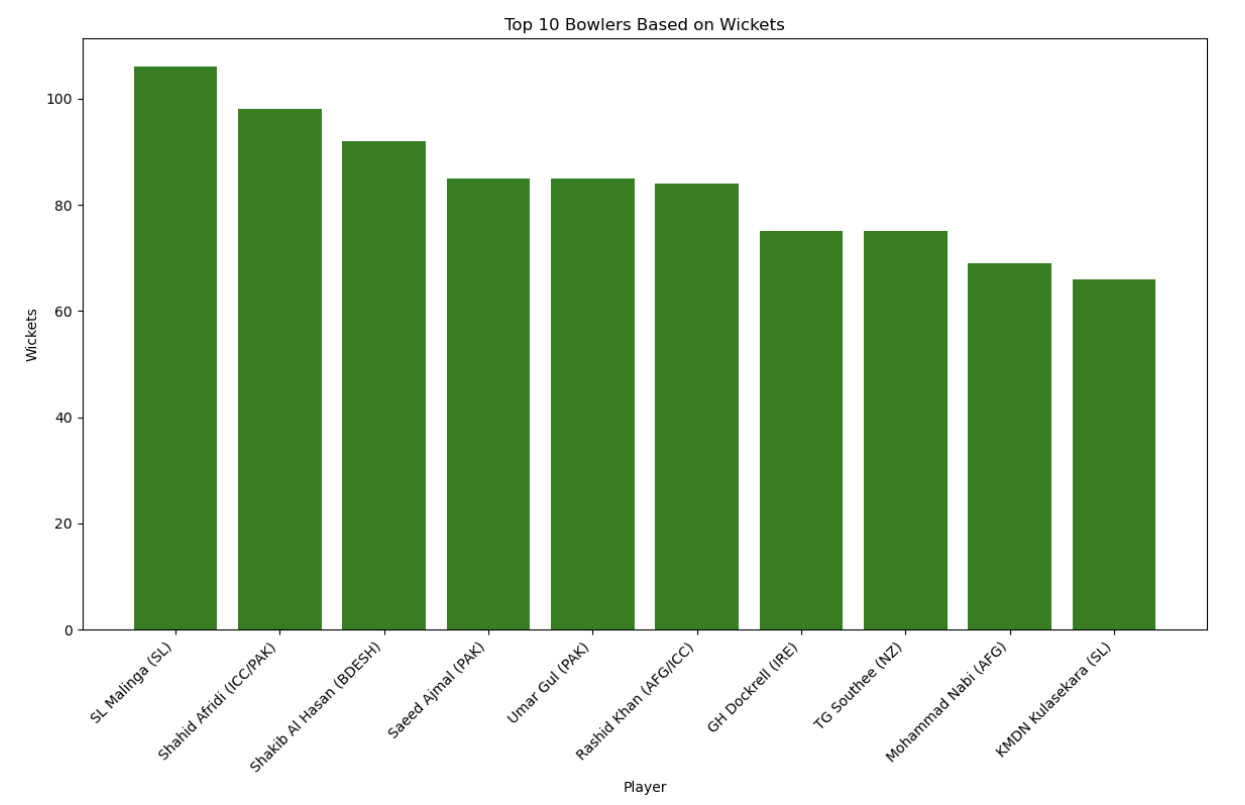 Top 10 Bowlers Based on Wickets
Wickets
100
80
60
40
20
0
SL Malinga (SL)
Shahid Afridi (ICC/PAK)
Shakib Al Hasan (BDESH)
Saeed Ajmal (PAK)
Umar Gul (PAK)
Rashid Khan (AFG/ICC)
GH Dockrell (IRE)
TG Southee (NZ)
Mohammad Nabi (AFG)
KMDN Kulasekara (SL)
Player